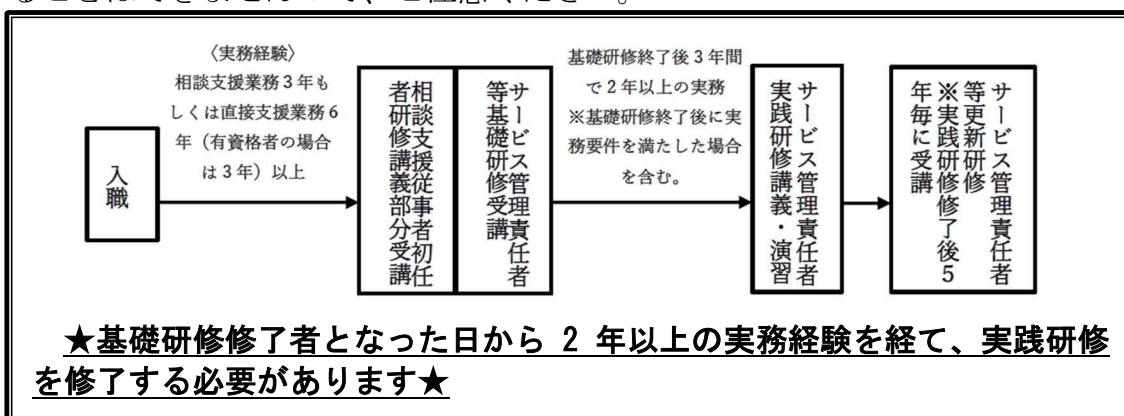 〈実務経験〉
相談支援業務３年も
しくは直接支援業務６
年（有資格者の場合
は３年）以上
入職
相談支援従事者初任
者研修講義部分受講
サービス管理責任者
等基礎研修受講
基礎研修終了後３年間
で２年以上の実務
※基礎研修終了後に実
務要件を満たした場合
を含む。
サービス管理責任者
実践研修講義・演習
サービス管理責任者
等更新研修
※実践研修修了後５
年毎に受講
★基礎研修修了者となった日から 2 年以上の実務経験を経て、実践研修
を修了する必要があります★